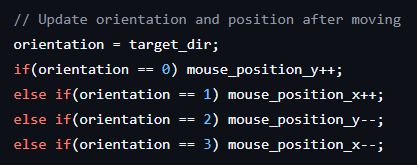 // Update orientation and position after moving
orientation = target_dir;
if(orientation == 0) mouse_position_y++;
else if(orientation == 1) mouse_position_x++;
else if(orientation == 2) mouse_position_y--;
else if(orientation == 3) mouse_position_x--;